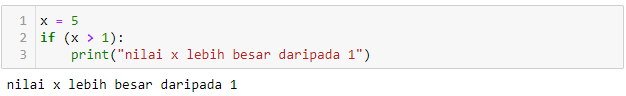 1 x = 5
2 if (x > 1):
3     print("nilai x lebih besar daripada 1")
nilai x lebih besar daripada 1